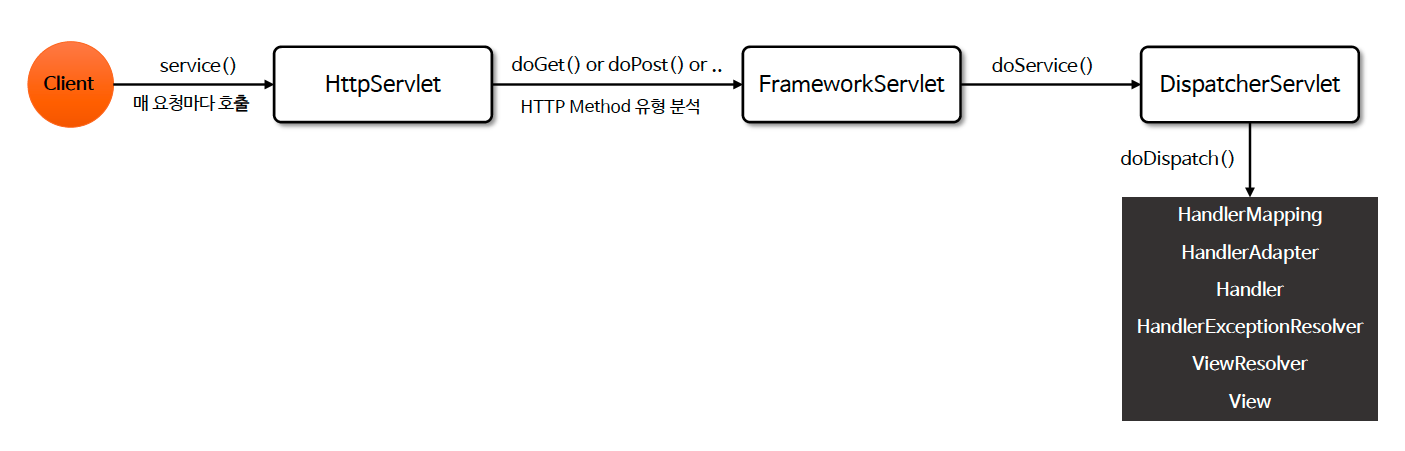 Client
service()
매 요청마다 호출
HttpServlet
doGet() or doPost() or ..
HTTP Method 유형 분석
FrameworkServlet
doService()
DispatcherServlet
doDispatch()
HandlerMapping
HandlerAdapter
Handler
HandlerExceptionResolver
ViewResolver
View